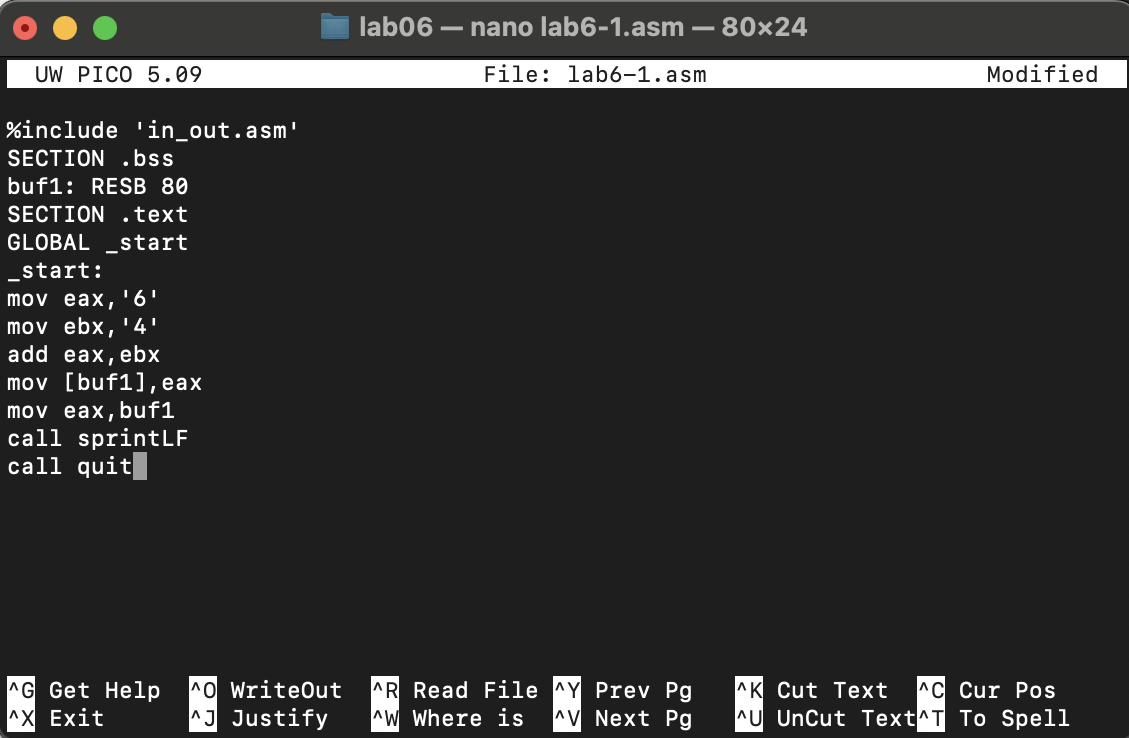 lab06 — nano lab6-1.asm — 80×24
UW PICO 5.09 File: lab6-1.asm Modified
%include 'in_out.asm'
SECTION .bss
buf1: RESB 80
SECTION .text
GLOBAL _start
_start:
mov eax,'6'
mov ebx,'4'
add eax,ebx
mov [buf1],eax
mov eax,buf1
call sprintLF
call quit
^G Get Help ^O WriteOut ^R Read File ^Y Prev Pg ^K Cut Text ^C Cur Pos
^X Exit ^J Justify ^W Where is ^V Next Pg ^U UnCut Text ^T To Spell